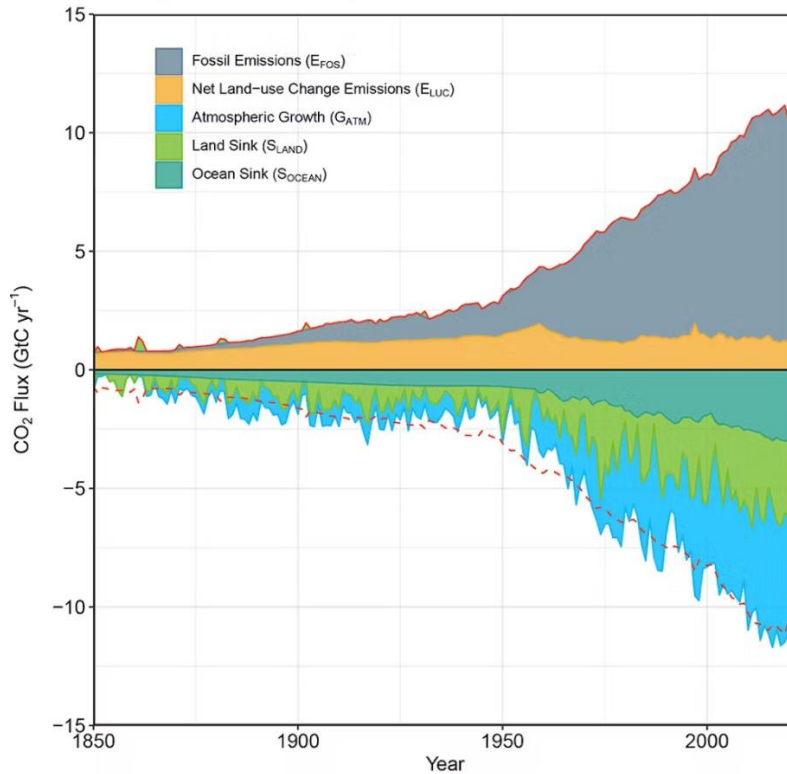 15
Fossil Emissions (EFOS)
Net Land-use Change Emissions (ELUC)
Atmospheric Growth (GATM)
Land Sink (SLAND)
Ocean Sink (SOCEAN)
10
5
0
-5
-10
-15
CO2 Flux (GtC yr−1)
1850
1900
1950
2000
Year